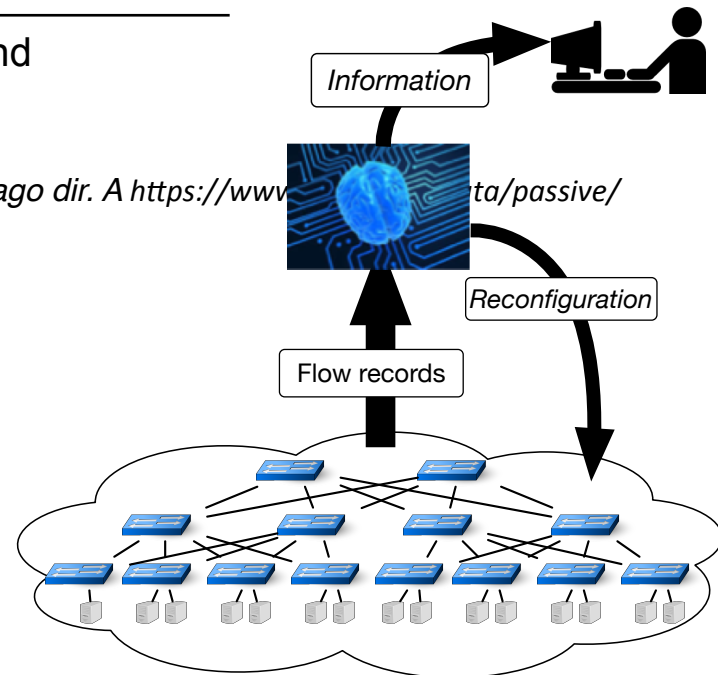 nd
Information
ago dir. A https://www ta/passive/
Reconfiguration
Flow records